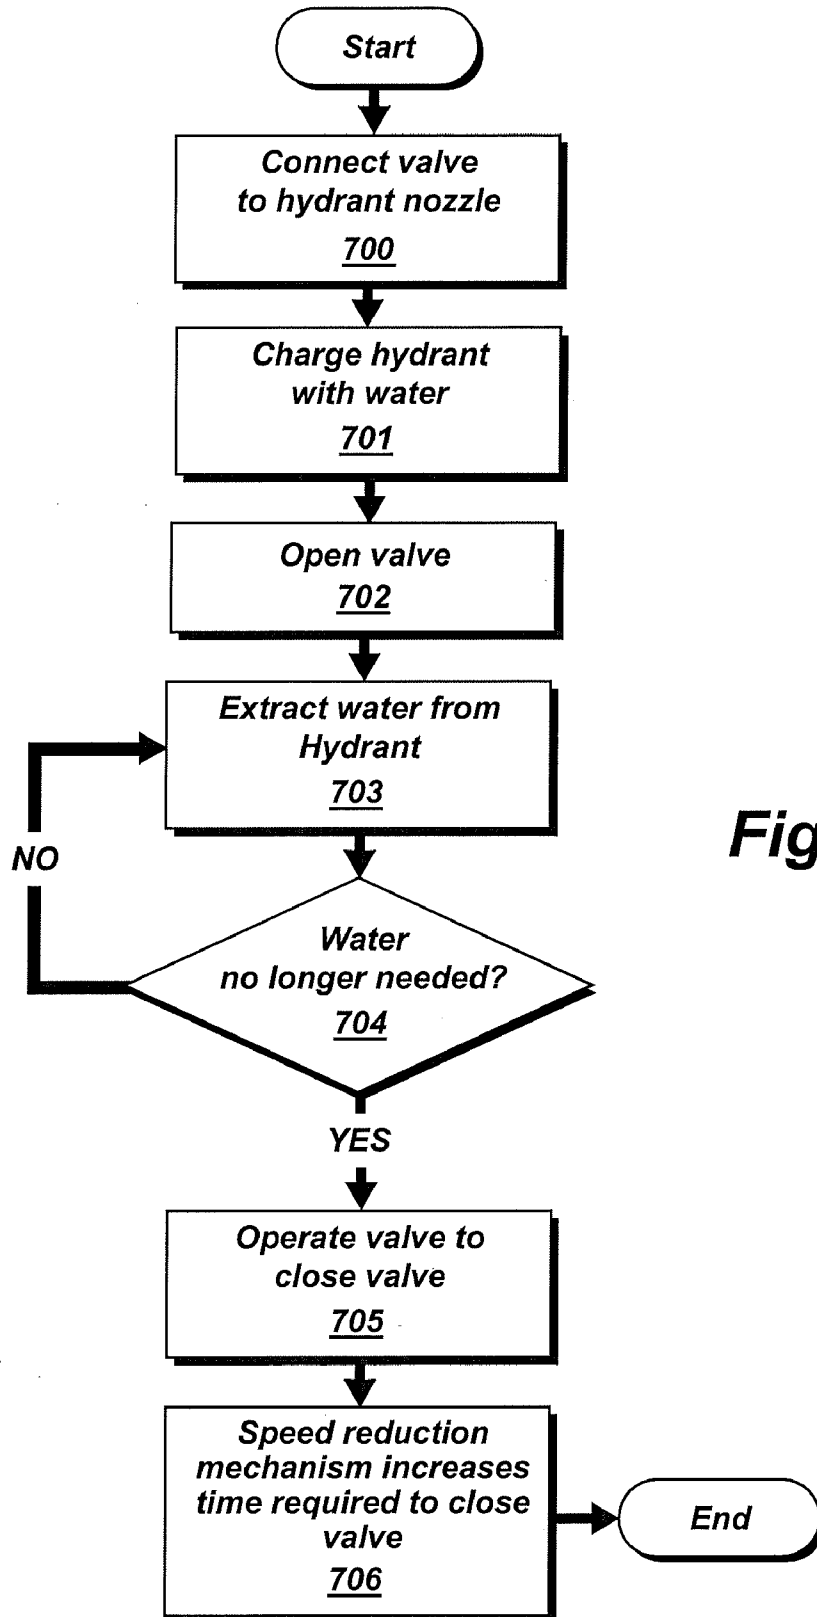 Start
Connect valve
to hydrant nozzle
700
Charge hydrant
with water
701
Open valve
702
Extract water from
Hydrant
703
Fig
NO
Water
no longer needed?
704
YES
Operate valve to
close valve
705
Speed reduction
mechanism increases
time required to close
valve
706
End